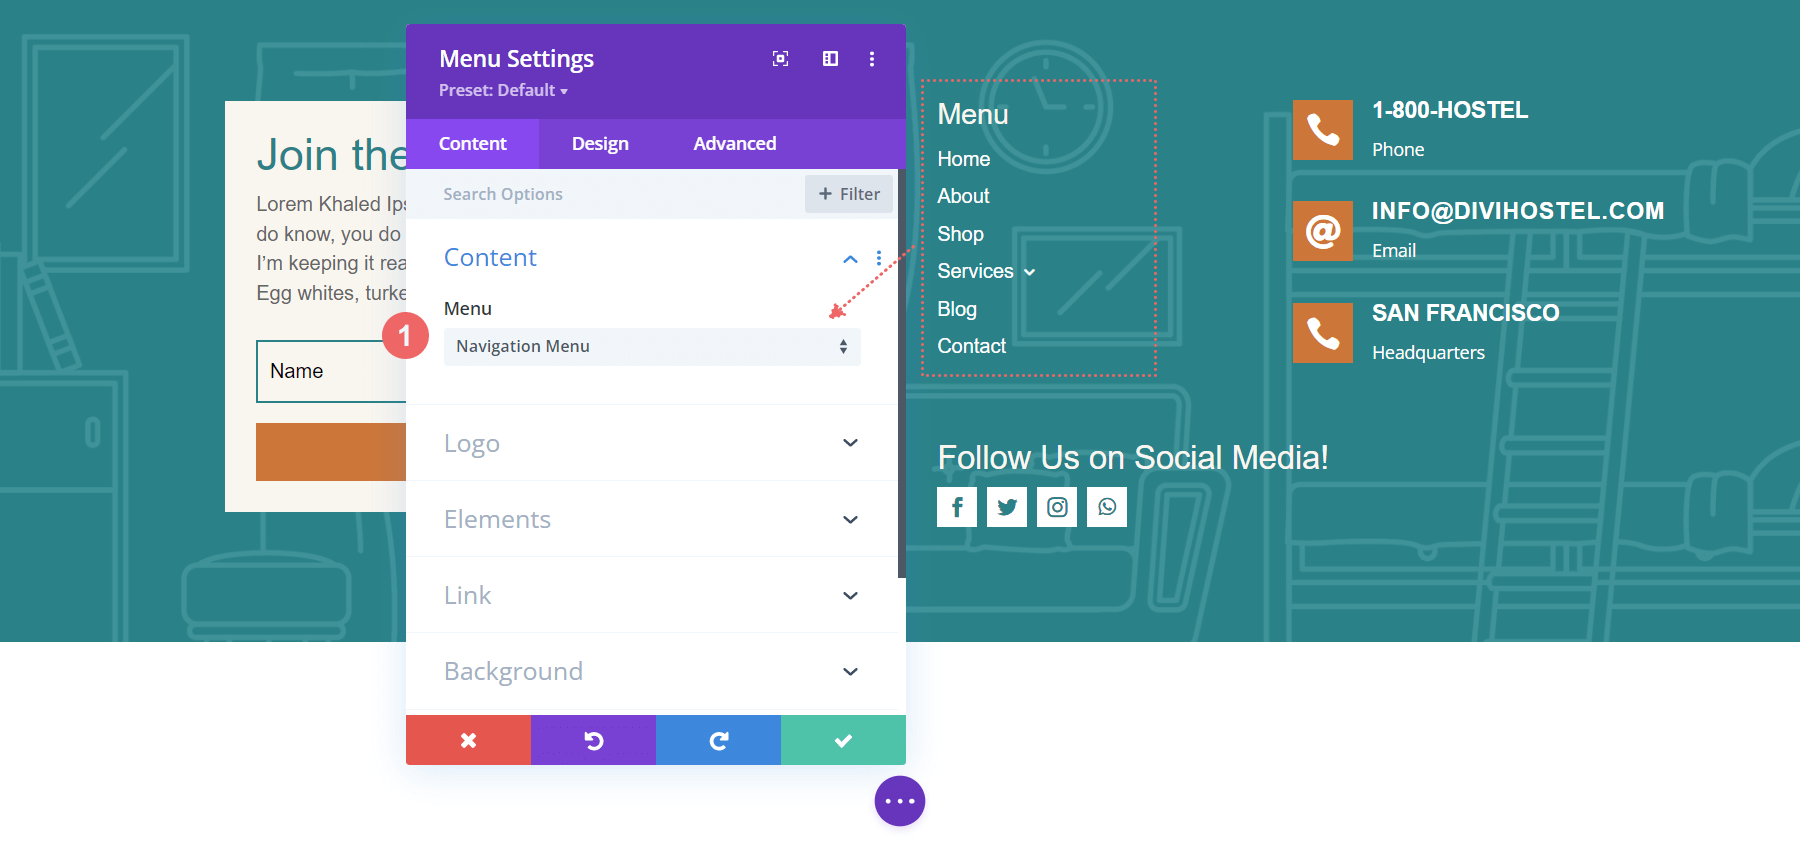 Menu Settings
Preset: Default
Content
Design
Advanced
Search Options
+ Filter
Content
Menu
1
Navigation Menu
Logo
Elements
Link
Background
Join the
Lorem Khaled Ips
do know, you do
I'm keeping it rea
Egg whites, turke
Name
Menu
Home
About
Shop
Services
Blog
Contact
Follow Us on Social Media!
1-800-HOSTEL
Phone
INFO@DIVIHOSTEL.COM
Email
SAN FRANCISCO
Headquarters